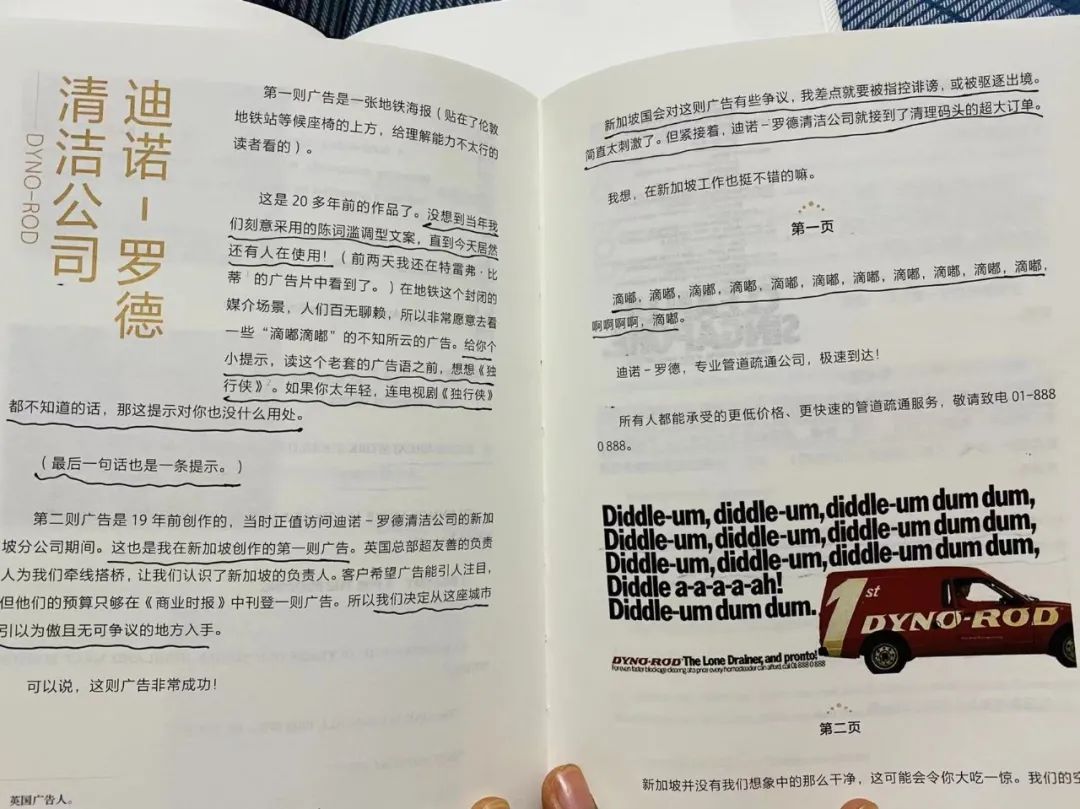 迪诺-罗德
清洁公司
DYNO-ROD
第一则广告是一张地铁海报（贴在了伦敦
地铁站等候座椅的上方，给理解能力不太行的
读者看的）。
这是 20 多年前的作品了。没想到当年我
们刻意采用的陈词滥调型文案，直到今天居然
还有人在使用！（前两天我还在特雷弗·比
蒂¹的广告片中看到了。）在地铁这个封闭的
媒介场景，人们百无聊赖，所以非常愿意去看
一些“滴嘟滴嘟”的不知所云的广告。给你个
小提示，读这个老套的广告语之前，想想《独
行侠》。如果你太年轻，连电视剧《独行侠》
都不知道的话，那这提示对你也没什么用处。
（最后一句话也是一条提示。）
第二则广告是 19 年前创作的，当时正值访问迪诺-罗德清洁公司的新加
坡分公司期间。这也是我在新加坡创作的第一则广告。英国总部超友善的负责
人为我们牵线搭桥，让我们认识了新加坡的负责人。客户希望广告能引人注目，
但他们的预算只够在《商业时报》中刊登一则广告。所以我们决定从这座城市
引以为傲且无可争议的地方入手。
可以说，这则广告非常成功！
英国广告人。
新加坡国会对这则广告有些争议，我差点就要被指控诽谤，或被驱逐出境。
简直太刺激了。但紧接着，迪诺-罗德清洁公司就接到了清理码头的超大订单。
我想，在新加坡工作也挺不错的嘛。
第一页
滴嘟，滴嘟，滴嘟，滴嘟，滴嘟，滴嘟，滴嘟，滴嘟，滴嘟，滴嘟，滴嘟，
啊啊啊啊，滴嘟。
迪诺-罗德，专业管道疏通公司，极速到达！
所有人都能承受的更低价格、更快速的管道疏通服务，敬请致电 01-888
0 888。
Diddle-um, diddle-um, diddle-um dum dum,
Diddle-um, diddle-um, diddle-um dum dum,
Diddle-um, diddle-um, diddle-um dum dum,
Diddle a-a-a-a-ah!
Diddle-um dum dum.
1st DYNO-ROD
DYNO-ROD The Lone Drainer, and pronto!
For even faster blockage clearing at a price every homesteader can afford, call 01 888 0 888
第二页
新加坡并没有我们想象中的那么干净，这可能会令你大吃一惊。我们的空